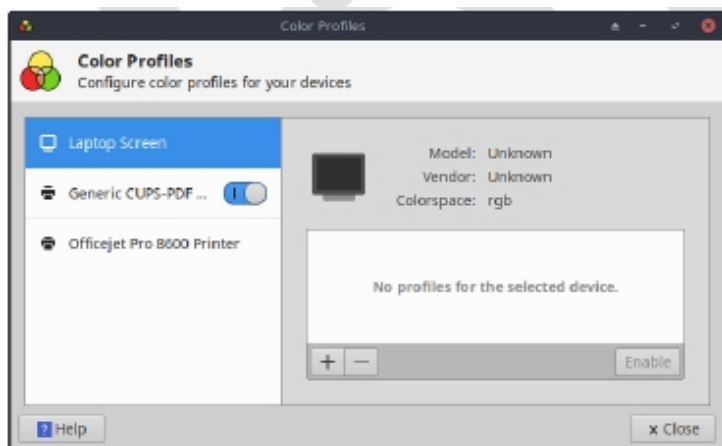 Color Profiles
Color Profiles
Configure color profiles for your devices
Laptop Screen
Generic CUPS-PDF ...
Officejet Pro 8600 Printer
Model: Unknown
Vendor: Unknown
Colorspace: rgb
No profiles for the selected device.
+ −
Enable
? Help
x Close